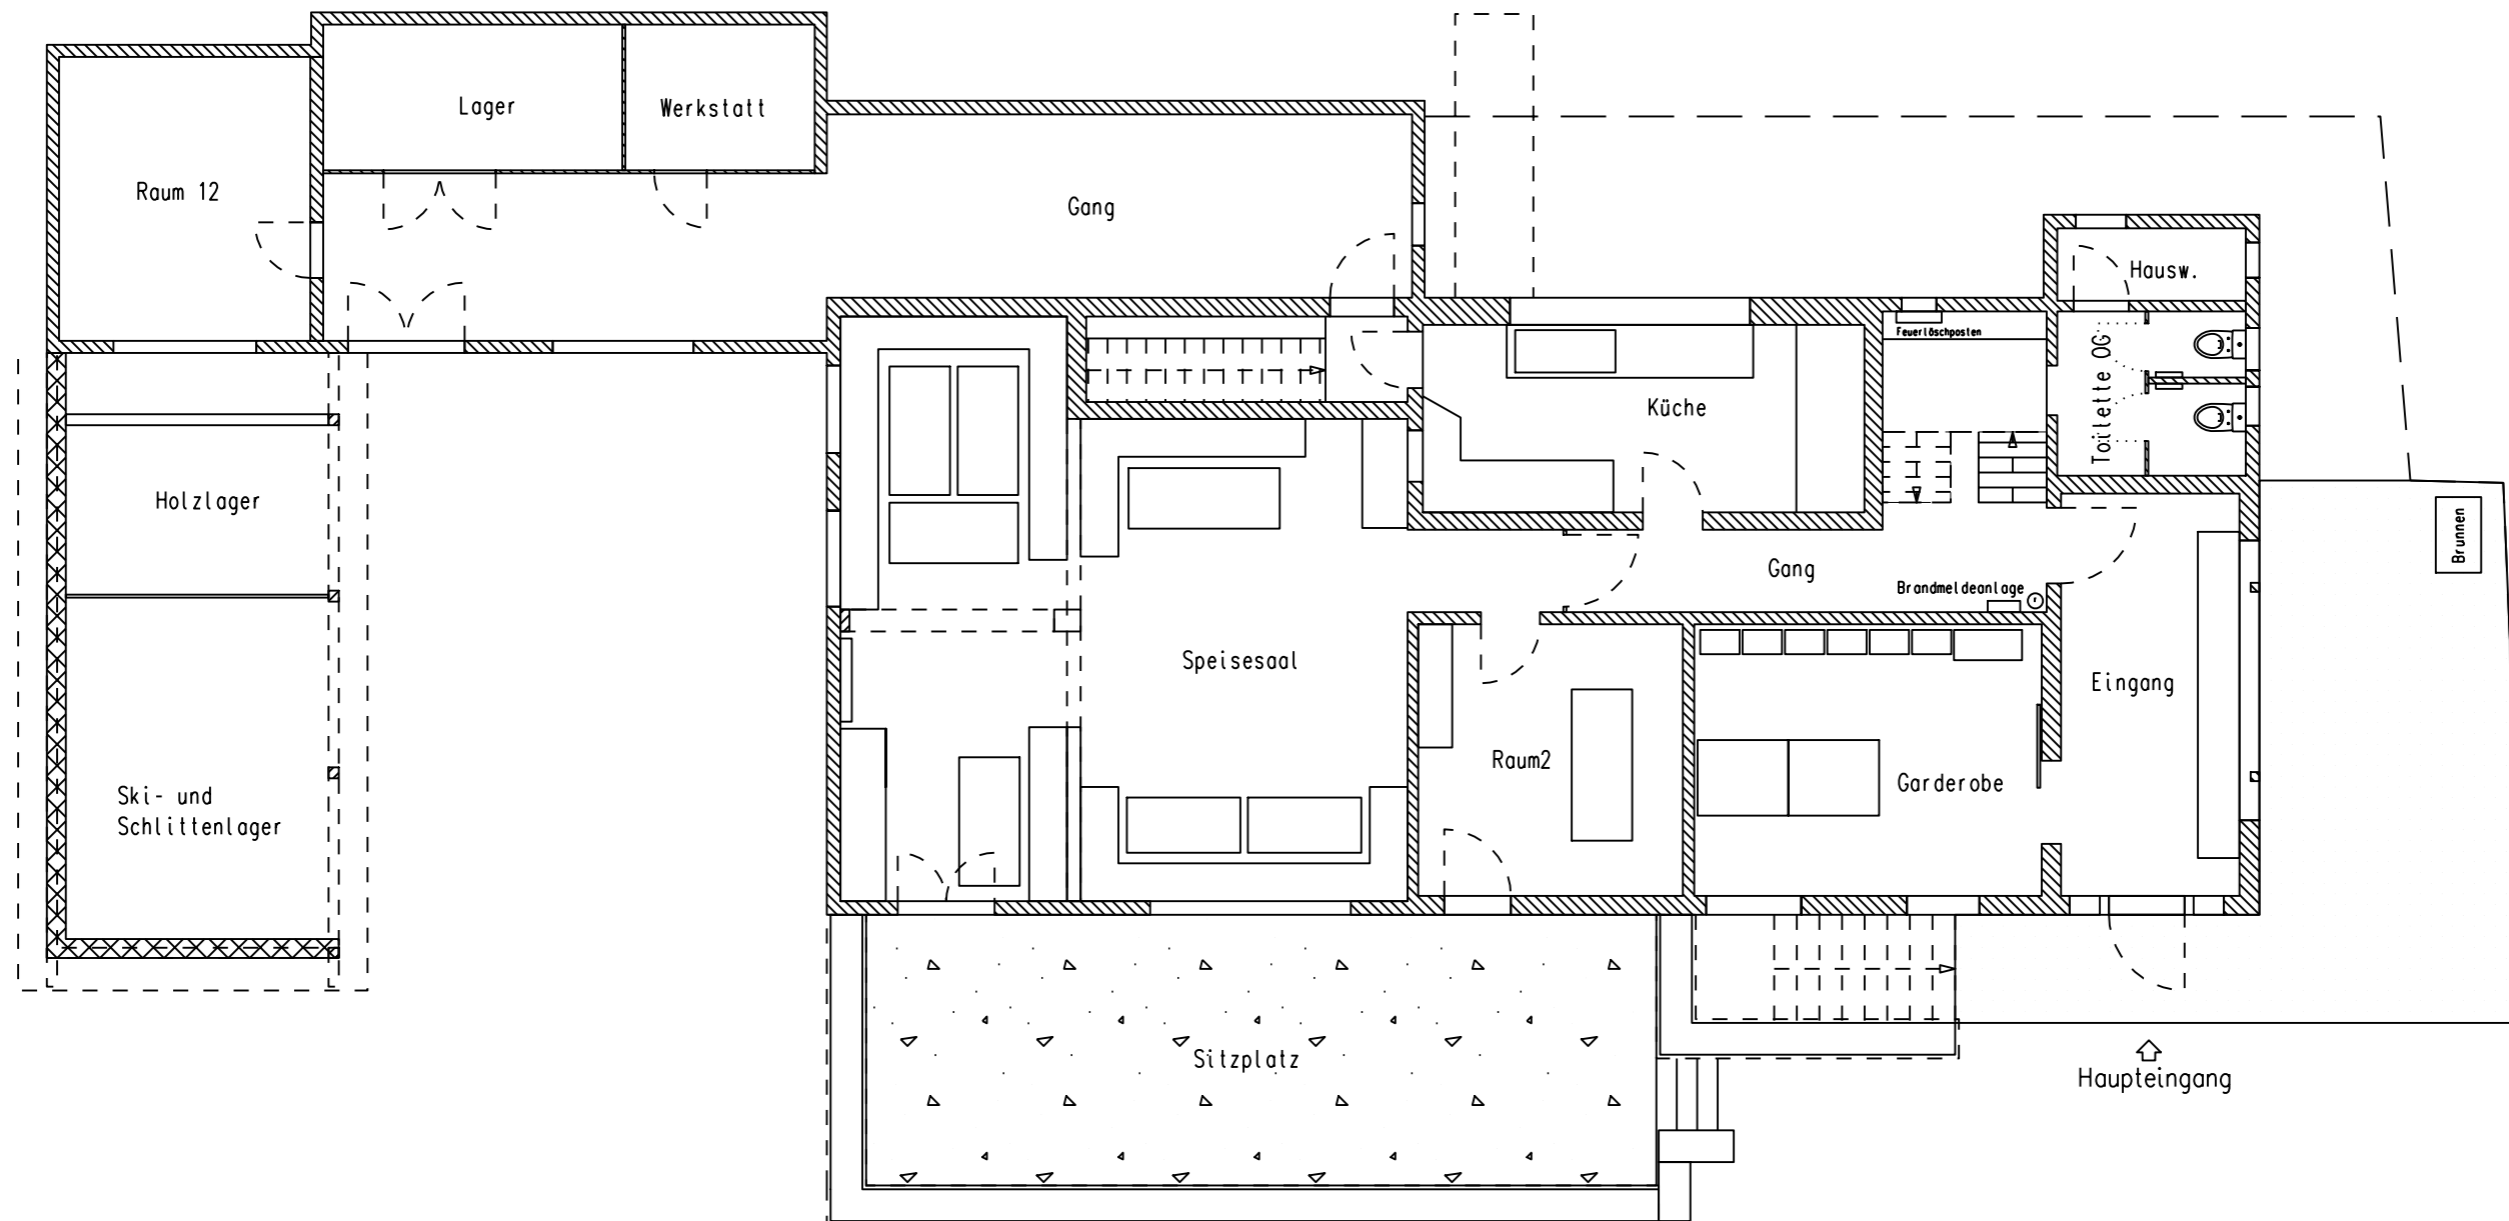 Lager
Werkstatt
Raum 12
Gang
Hausw.
Feuerlöschposten
Toilette OG
Küche
Holzlager
Brunnen
Gang
Brandmeldeanlage
Speisesaal
Eingang
Raum2
Garderobe
Ski- und
Schlittenlager
Sitzplatz
Haupteingang